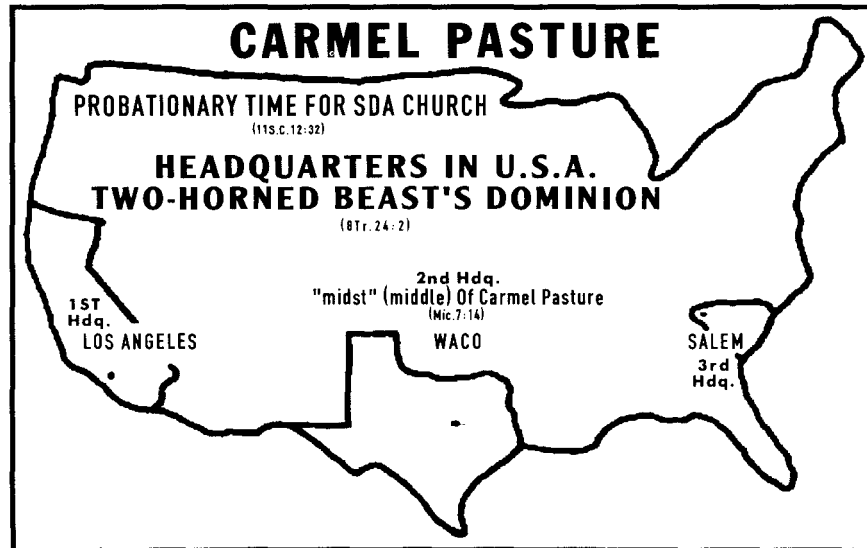 CARMEL PASTURE
PROBATIONARY TIME FOR SDA CHURCH
(11S.C.12:32)
HEADQUARTERS IN U.S.A.
TWO-HORNED BEAST'S DOMINION
(8Tr.24:2)
1ST
Hdq.
LOS ANGELES
2nd Hdq.
"midst" (middle) Of Carmel Pasture
(Mic.7:14)
WACO
SALEM
3rd
Hdq.